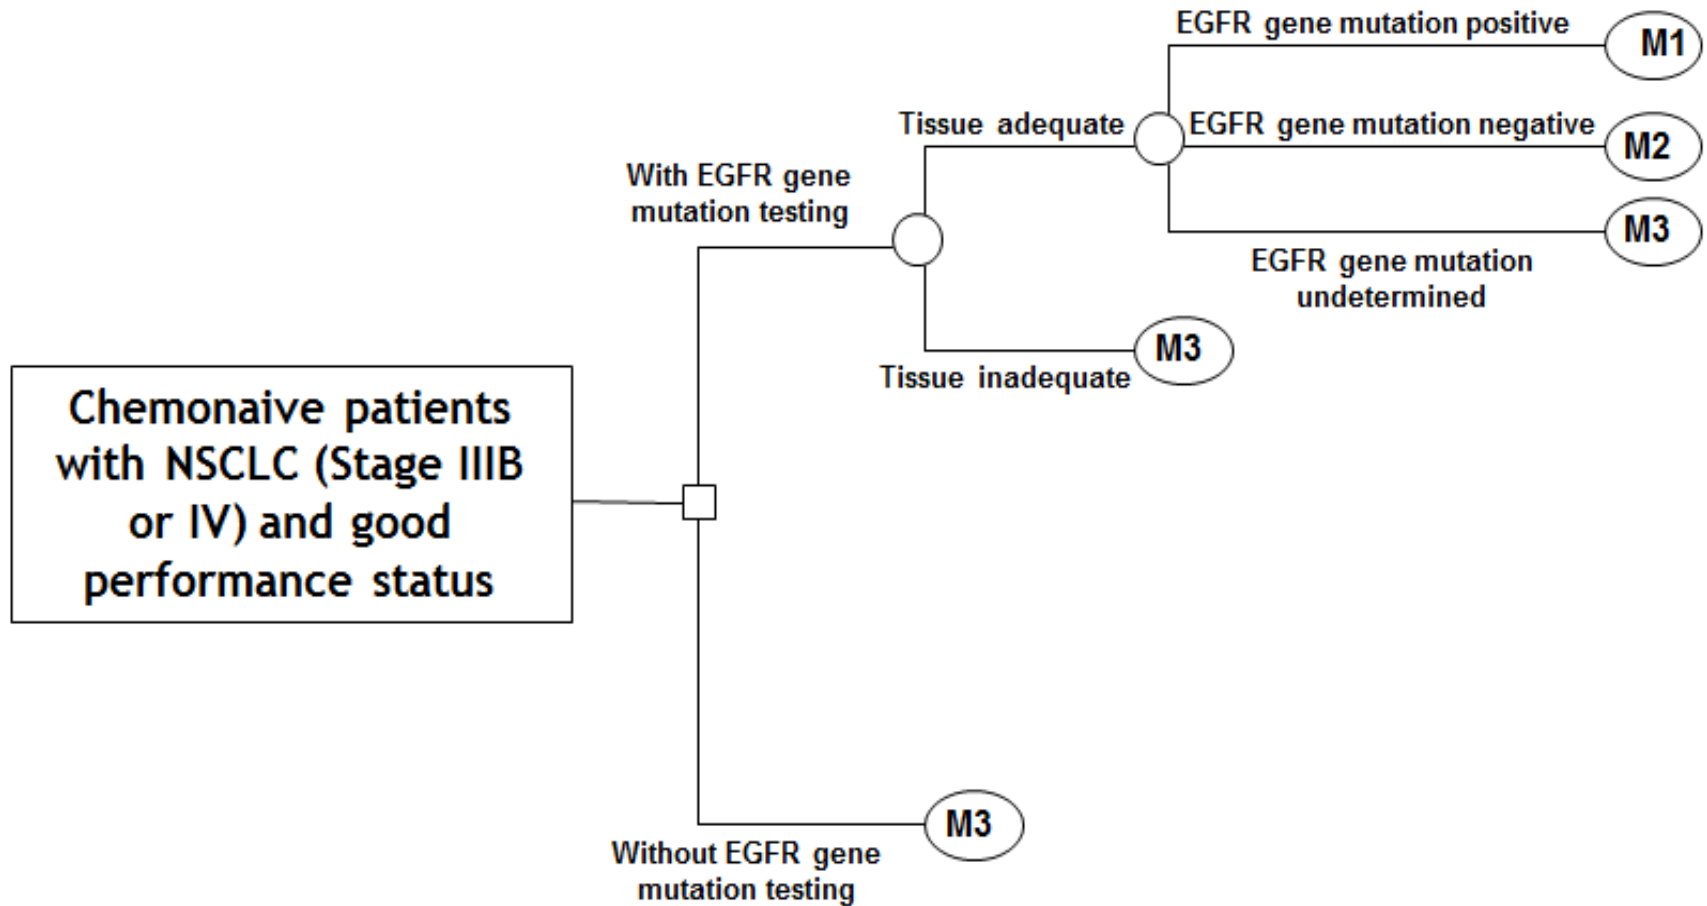 EGFR gene mutation positive
M1
Tissue adequate
EGFR gene mutation negative
M2
With EGFR gene
mutation testing
M3
EGFR gene mutation
undetermined
M3
Tissue inadequate
Chemonaive patients
with NSCLC (Stage IIIB
or IV) and good
performance status
M3
Without EGFR gene
mutation testing